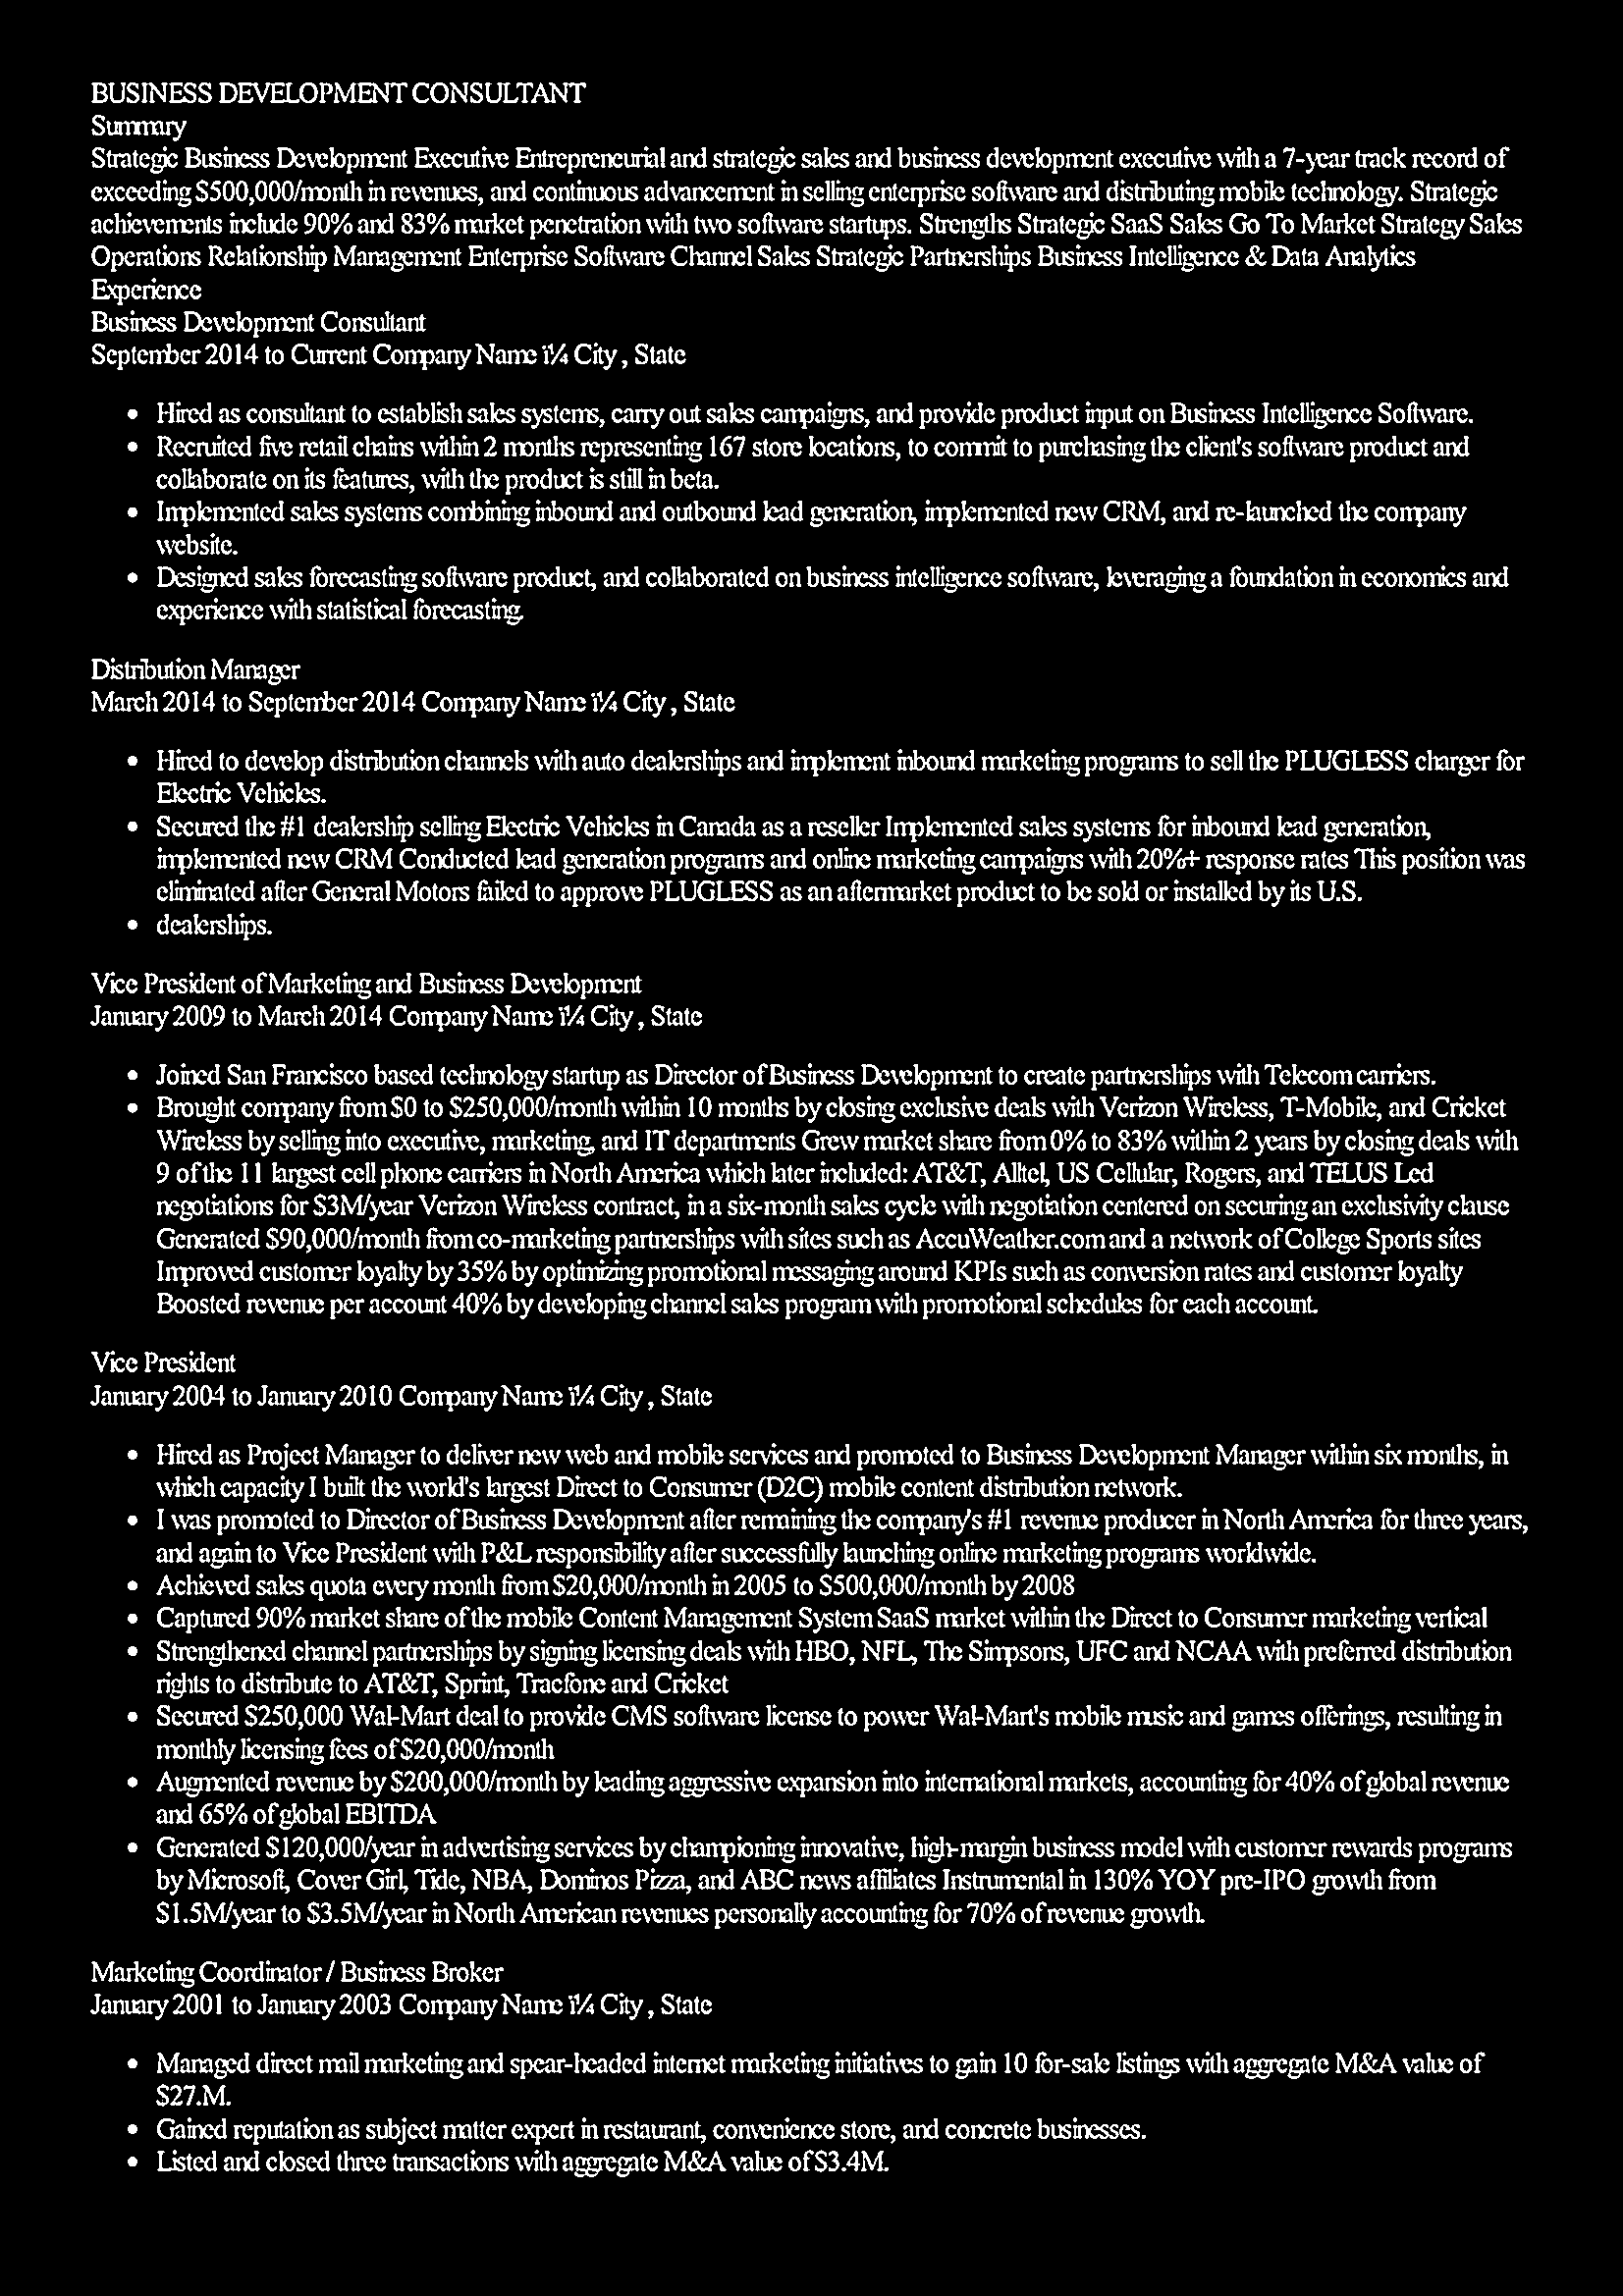 BUSINESS DEVELOPMENT CONSULTANT
Summary
Strategic Business Development Executive Entrepreneurial and strategic sales and business development executive with a 7-year track record of
exceeding $500,000/month in revenues, and continuous advancement in selling enterprise software and distributing mobile technology. Strategic
achievements include 90% and 83% market penetration with two software startups. Strengths Strategic SaaS Sales Go To Market Strategy Sales
Operations Relationship Management Enterprise Software Channel Sales Strategic Partnerships Business Intelligence & Data Analytics
Experience
Business Development Consultant
September 2014 to Current Company Name ï¼ City , State
• Hired as consultant to establish sales systems, carry out sales campaigns, and provide product input on Business Intelligence Software.
• Recruited five retail chains within 2 months representing 167 store locations, to commit to purchasing the client's software product and
collaborate on its features, with the product is still in beta.
• Implemented sales systems combining inbound and outbound lead generation, implemented new CRM, and re-launched the company
website.
• Designed sales forecasting software product, and collaborated on business intelligence software, leveraging a foundation in economics and
experience with statistical forecasting.
Distribution Manager
March 2014 to September 2014 Company Name ï¼ City , State
• Hired to develop distribution channels with auto dealerships and implement inbound marketing programs to sell the PLUGLESS charger for
Electric Vehicles.
• Secured the #1 dealership selling Electric Vehicles in Canada as a reseller Implemented sales systems for inbound lead generation,
implemented new CRM Conducted lead generation programs and online marketing campaigns with 20%+ response rates This position was
eliminated after General Motors failed to approve PLUGLESS as an aftermarket product to be sold or installed by its U.S.
• dealerships.
Vice President of Marketing and Business Development
January 2009 to March 2014 Company Name ï¼ City , State
• Joined San Francisco based technology startup as Director of Business Development to create partnerships with Telecom carriers.
• Brought company from $0 to $250,000/month within 10 months by closing exclusive deals with Verizon Wireless, T-Mobile, and Cricket
Wireless by selling into executive, marketing, and IT departments Grew market share from 0% to 83% within 2 years by closing deals with
9 of the 11 largest cell phone carriers in North America which later included: AT&T, Alltel, US Cellular, Rogers, and TELUS Led
negotiations for $3M/year Verizon Wireless contract, in a six-month sales cycle with negotiation centered on securing an exclusivity clause
Generated $90,000/month from co-marketing partnerships with sites such as AccuWeather.com and a network of College Sports sites
Improved customer loyalty by 35% by optimizing promotional messaging around KPIs such as conversion rates and customer loyalty
Boosted revenue per account 40% by developing channel sales program with promotional schedules for each account.
Vice President
January 2004 to January 2010 Company Name ï¼ City , State
• Hired as Project Manager to deliver new web and mobile services and promoted to Business Development Manager within six months, in
which capacity I built the world's largest Direct to Consumer (D2C) mobile content distribution network.
• I was promoted to Director of Business Development after remaining the company's #1 revenue producer in North America for three years,
and again to Vice President with P&L responsibility after successfully launching online marketing programs worldwide.
• Achieved sales quota every month from $20,000/month in 2005 to $500,000/month by 2008
• Captured 90% market share of the mobile Content Management System SaaS market within the Direct to Consumer marketing vertical
• Strengthened channel partnerships by signing licensing deals with HBO, NFL, The Simpsons, UFC and NCAA with preferred distribution
rights to distribute to AT&T, Sprint, Tracfone and Cricket
• Secured $250,000 Wal-Mart deal to provide CMS software license to power Wal-Mart's mobile music and games offerings, resulting in
monthly licensing fees of $20,000/month
• Augmented revenue by $200,000/month by leading aggressive expansion into international markets, accounting for 40% of global revenue
and 65% of global EBITDA
• Generated $120,000/year in advertising services by championing innovative, high-margin business model with customer rewards programs
by Microsoft, Cover Girl, Tide, NBA, Dominos Pizza, and ABC news affiliates Instrumental in 130% YOY pre-IPO growth from
$1.5M/year to $3.5M/year in North American revenues personally accounting for 70% of revenue growth.
Marketing Coordinator / Business Broker
January 2001 to January 2003 Company Name ï¼ City , State
• Managed direct mail marketing and spear-headed internet marketing initiatives to gain 10 for-sale listings with aggregate M&A value of
$27.M.
• Gained reputation as subject matter expert in restaurant, convenience store, and concrete businesses.
• Listed and closed three transactions with aggregate M&A value of $3.4M.